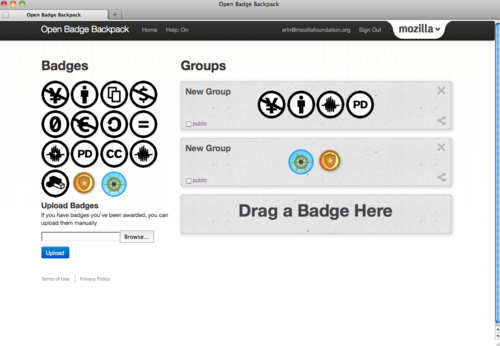 Open Badge Backpack
Open Badge Backpack
Open Badge Backpack
Home
Help: On
erin@mozillafoundation.org
Sign Out
mozilla
Badges
Groups
New Group
PD
public
0
PD
CC
New Group
public
Upload Badges
If you have badges you've been awarded, you can
upload them manually
Browse...
Upload
Drag a Badge Here
Terms of Use
Privacy Policy